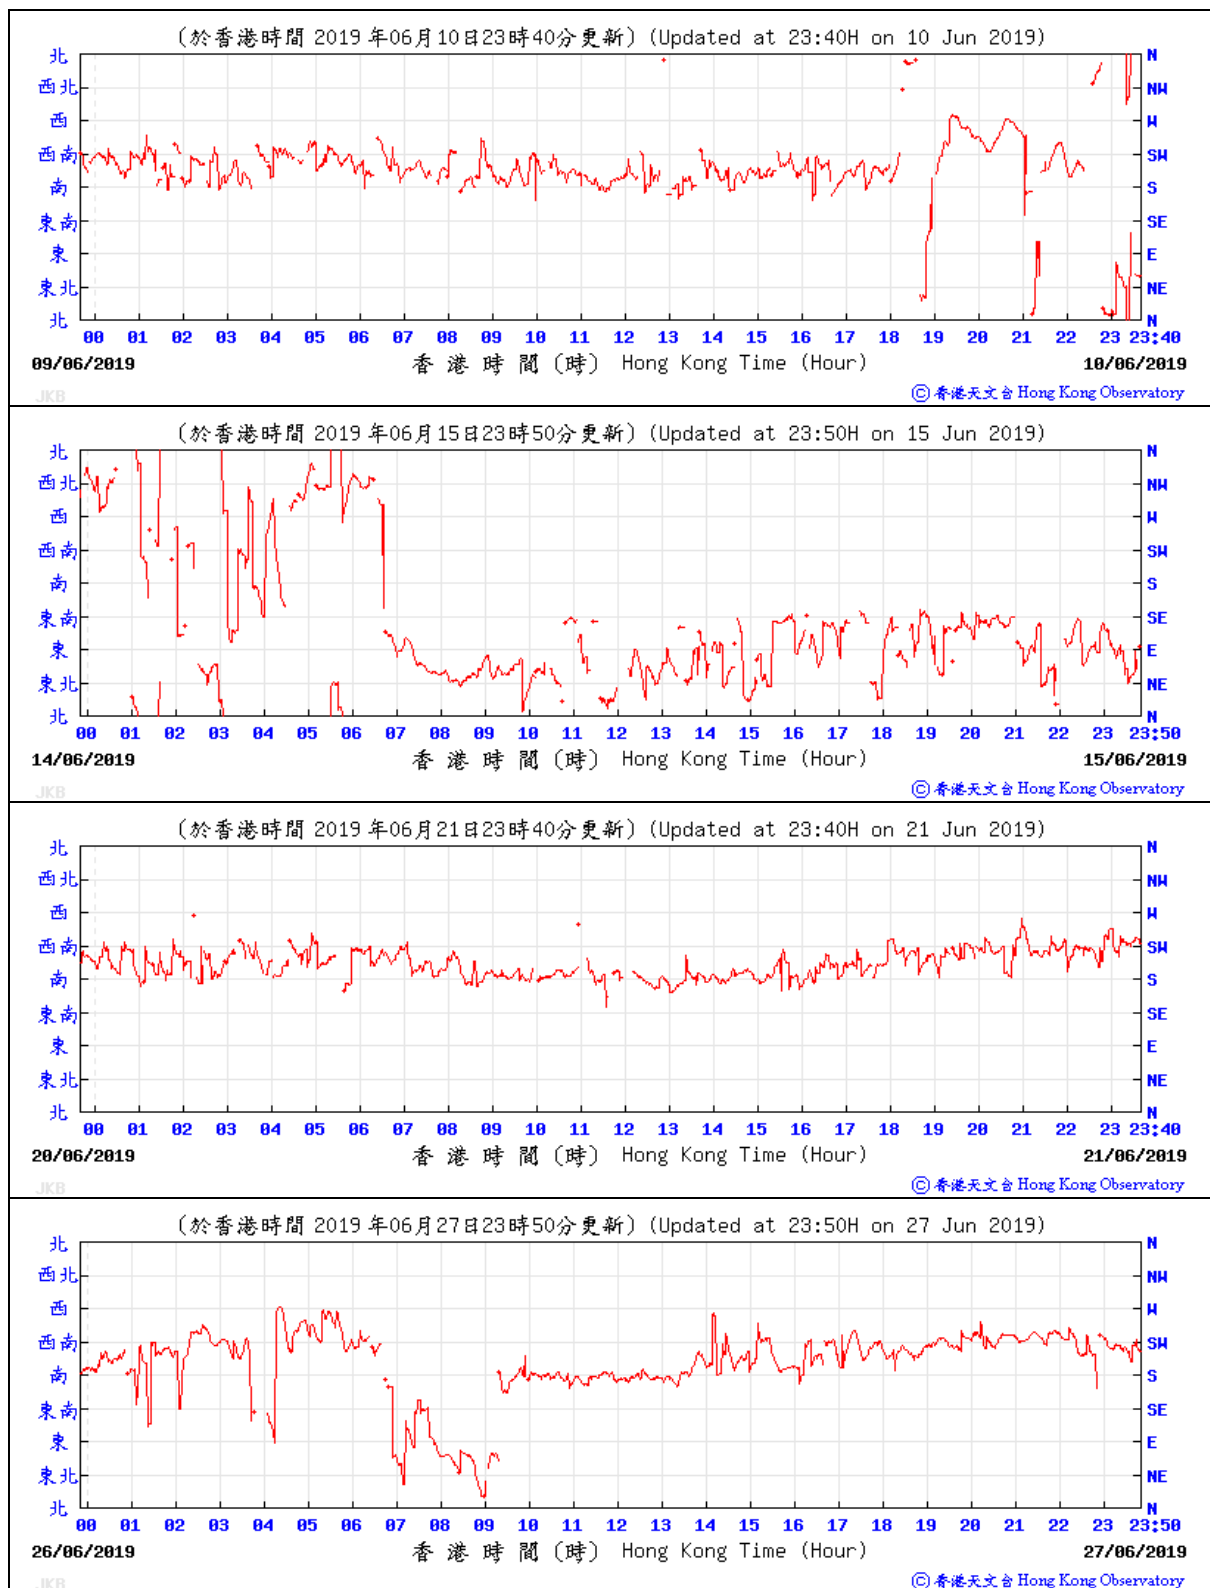 (於香港時間 2019 年06月10日23時40分更新) (Updated at 23:40H on 10 Jun 2019)
北 N
西北 NW
西 W
西南 SW
南 S
東南 SE
東 E
東北 NE
北 N
00 01 02 03 04 05 06 07 08 09 10 11 12 13 14 15 16 17 18 19 20 21 22 23 23:40
09/06/2019 香 港 時 間 (時) Hong Kong Time (Hour) 10/06/2019
JKB © 香港天文台 Hong Kong Observatory
(於香港時間 2019 年06月15日23時50分更新) (Updated at 23:50H on 15 Jun 2019)
北 N
西北 NW
西 W
西南 SW
南 S
東南 SE
東 E
東北 NE
北 N
00 01 02 03 04 05 06 07 08 09 10 11 12 13 14 15 16 17 18 19 20 21 22 23 23:50
14/06/2019 香 港 時 間 (時) Hong Kong Time (Hour) 15/06/2019
JKB © 香港天文台 Hong Kong Observatory
(於香港時間 2019 年06月21日23時40分更新) (Updated at 23:40H on 21 Jun 2019)
北 N
西北 NW
西 W
西南 SW
南 S
東南 SE
東 E
東北 NE
北 N
00 01 02 03 04 05 06 07 08 09 10 11 12 13 14 15 16 17 18 19 20 21 22 23 23:40
20/06/2019 香 港 時 間 (時) Hong Kong Time (Hour) 21/06/2019
JKB © 香港天文台 Hong Kong Observatory
(於香港時間 2019 年06月27日23時50分更新) (Updated at 23:50H on 27 Jun 2019)
北 N
西北 NW
西 W
西南 SW
南 S
東南 SE
東 E
東北 NE
北 N
00 01 02 03 04 05 06 07 08 09 10 11 12 13 14 15 16 17 18 19 20 21 22 23 23:50
26/06/2019 香 港 時 間 (時) Hong Kong Time (Hour) 27/06/2019
JKB © 香港天文台 Hong Kong Observatory